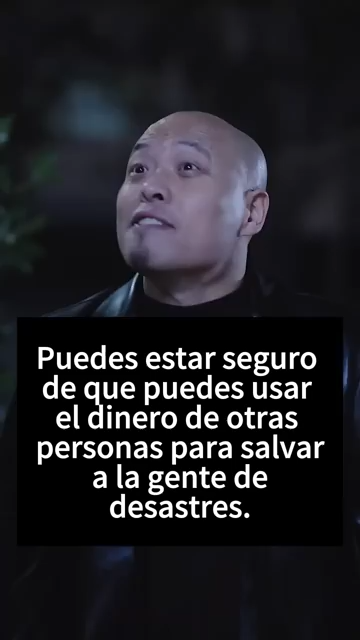 Puedes estar seguro
de que puedes usar
el dinero de otras
personas para salvar
a la gente de
desastres.